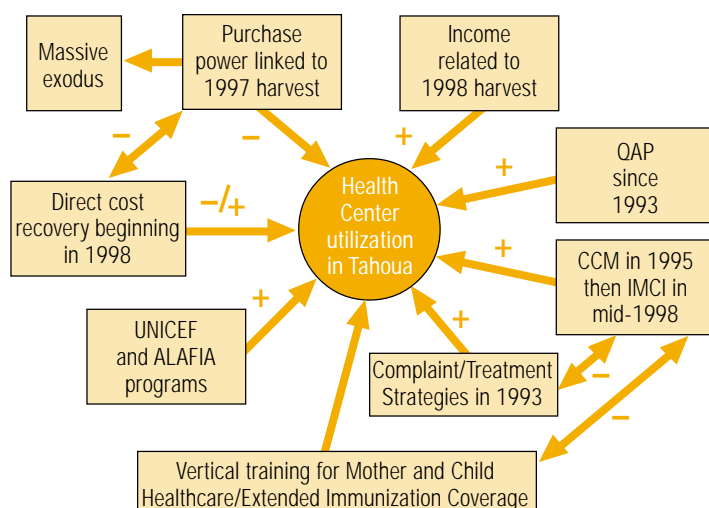 Massive
exodus
Purchase
power linked to
1997 harvest
Income
related to
1998 harvest
–
–
+
QAP
since
1993
+
Direct cost
recovery beginning
in 1998
–/+
Health
Center
utilization
in Tahoua
+
CCM in 1995
then IMCI in
mid-1998
+
UNICEF
and ALAFIA
programs
+
Complaint/Treatment
Strategies in 1993
–
–
Vertical training for Mother and Child
Healthcare/Extended Immunization Coverage